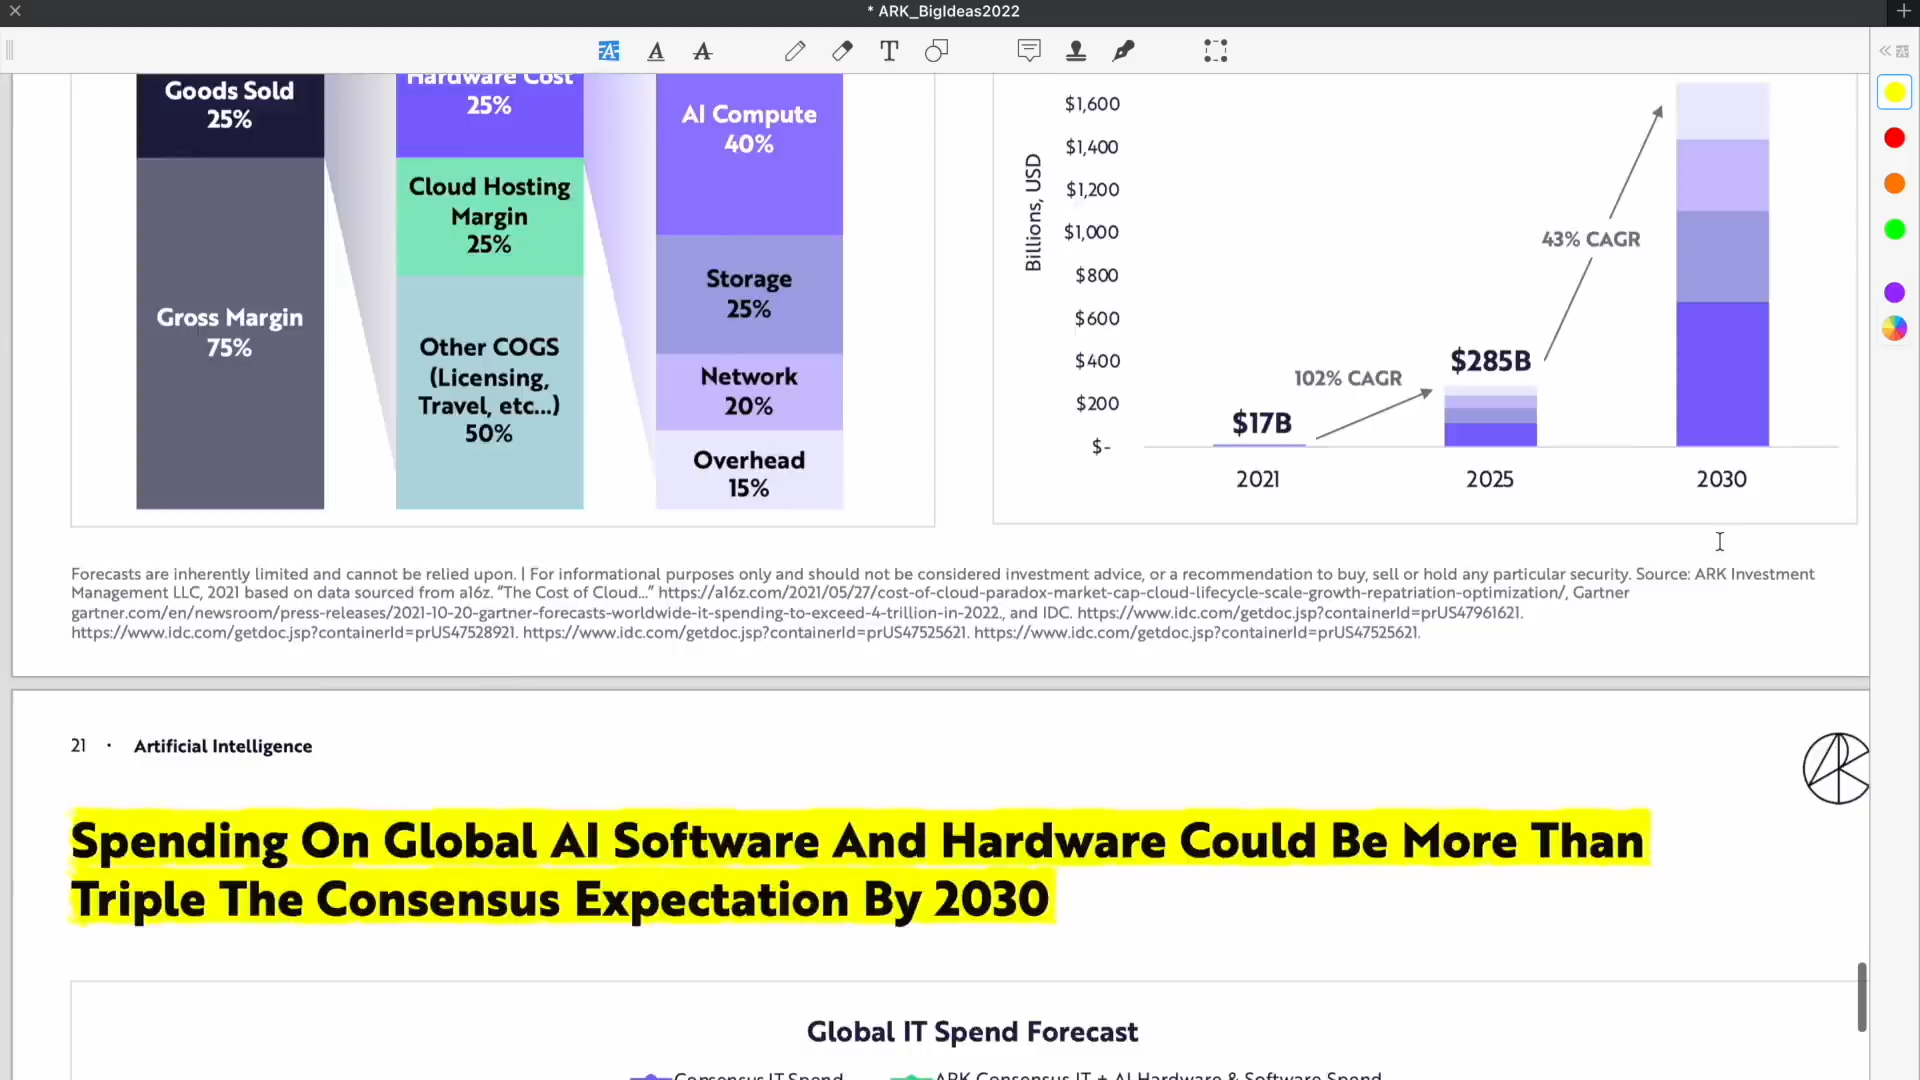 * ARK_BigIdeas2022
Goods Sold
25%
Gross Margin
75%
Hardware Cost
25%
Cloud Hosting
Margin
25%
Other COGS
(Licensing,
Travel, etc...)
50%
AI Compute
40%
Storage
25%
Network
20%
Overhead
15%
Billions, USD
$1,600
$1,400
$1,200
$1,000
$800
$600
$400
$200
$-
$17B
102% CAGR
$285B
43% CAGR
2021
2025
2030
Forecasts are inherently limited and cannot be relied upon. | For informational purposes only and should not be considered investment advice, or a recommendation to buy, sell or hold any particular security. Source: ARK Investment
Management LLC, 2021 based on data sourced from a16z. “The Cost of Cloud...” https://a16z.com/2021/05/27/cost-of-cloud-paradox-market-cap-cloud-lifecycle-scale-growth-repatriation-optimization/, Gartner
gartner.com/en/newsroom/press-releases/2021-10-20-gartner-forecasts-worldwide-it-spending-to-exceed-4-trillion-in-2022., and IDC. https://www.idc.com/getdoc.jsp?containerId=prUS47961621.
https://www.idc.com/getdoc.jsp?containerId=prUS47528921. https://www.idc.com/getdoc.jsp?containerId=prUS47525621. https://www.idc.com/getdoc.jsp?containerId=prUS47525621.
21 • Artificial Intelligence
Spending On Global AI Software And Hardware Could Be More Than
Triple The Consensus Expectation By 2030
Global IT Spend Forecast
Consensus IT Spend
ARK Consensus IT + AI Hardware & Software Spend